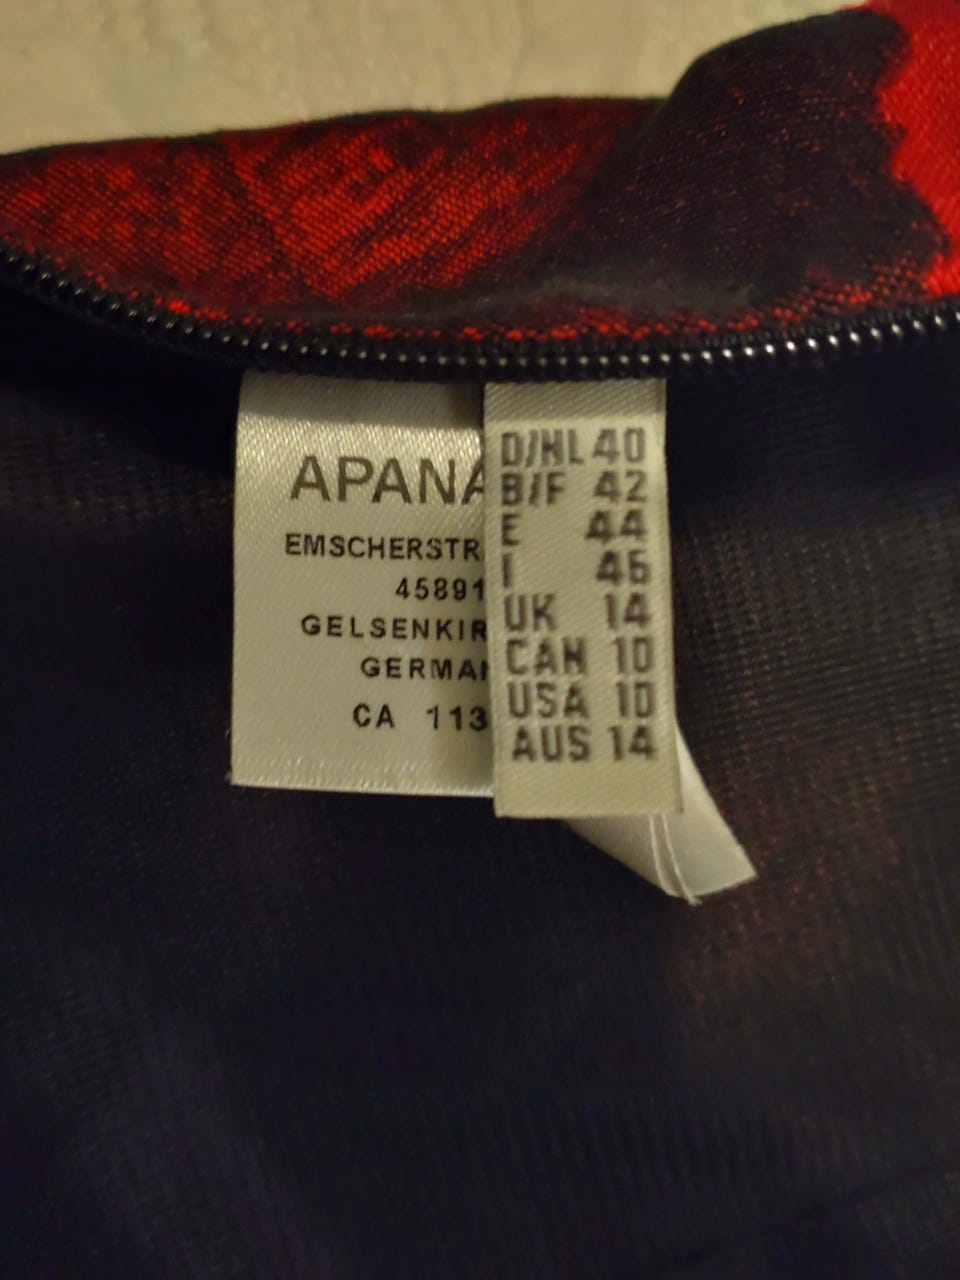 APANA
EMSCHERSTR
45891
GELSENKIR
GERMAN
CA 113
D/NL 40
B/F 42
E 44
I 46
UK 14
CAN 10
USA 10
AUS 14